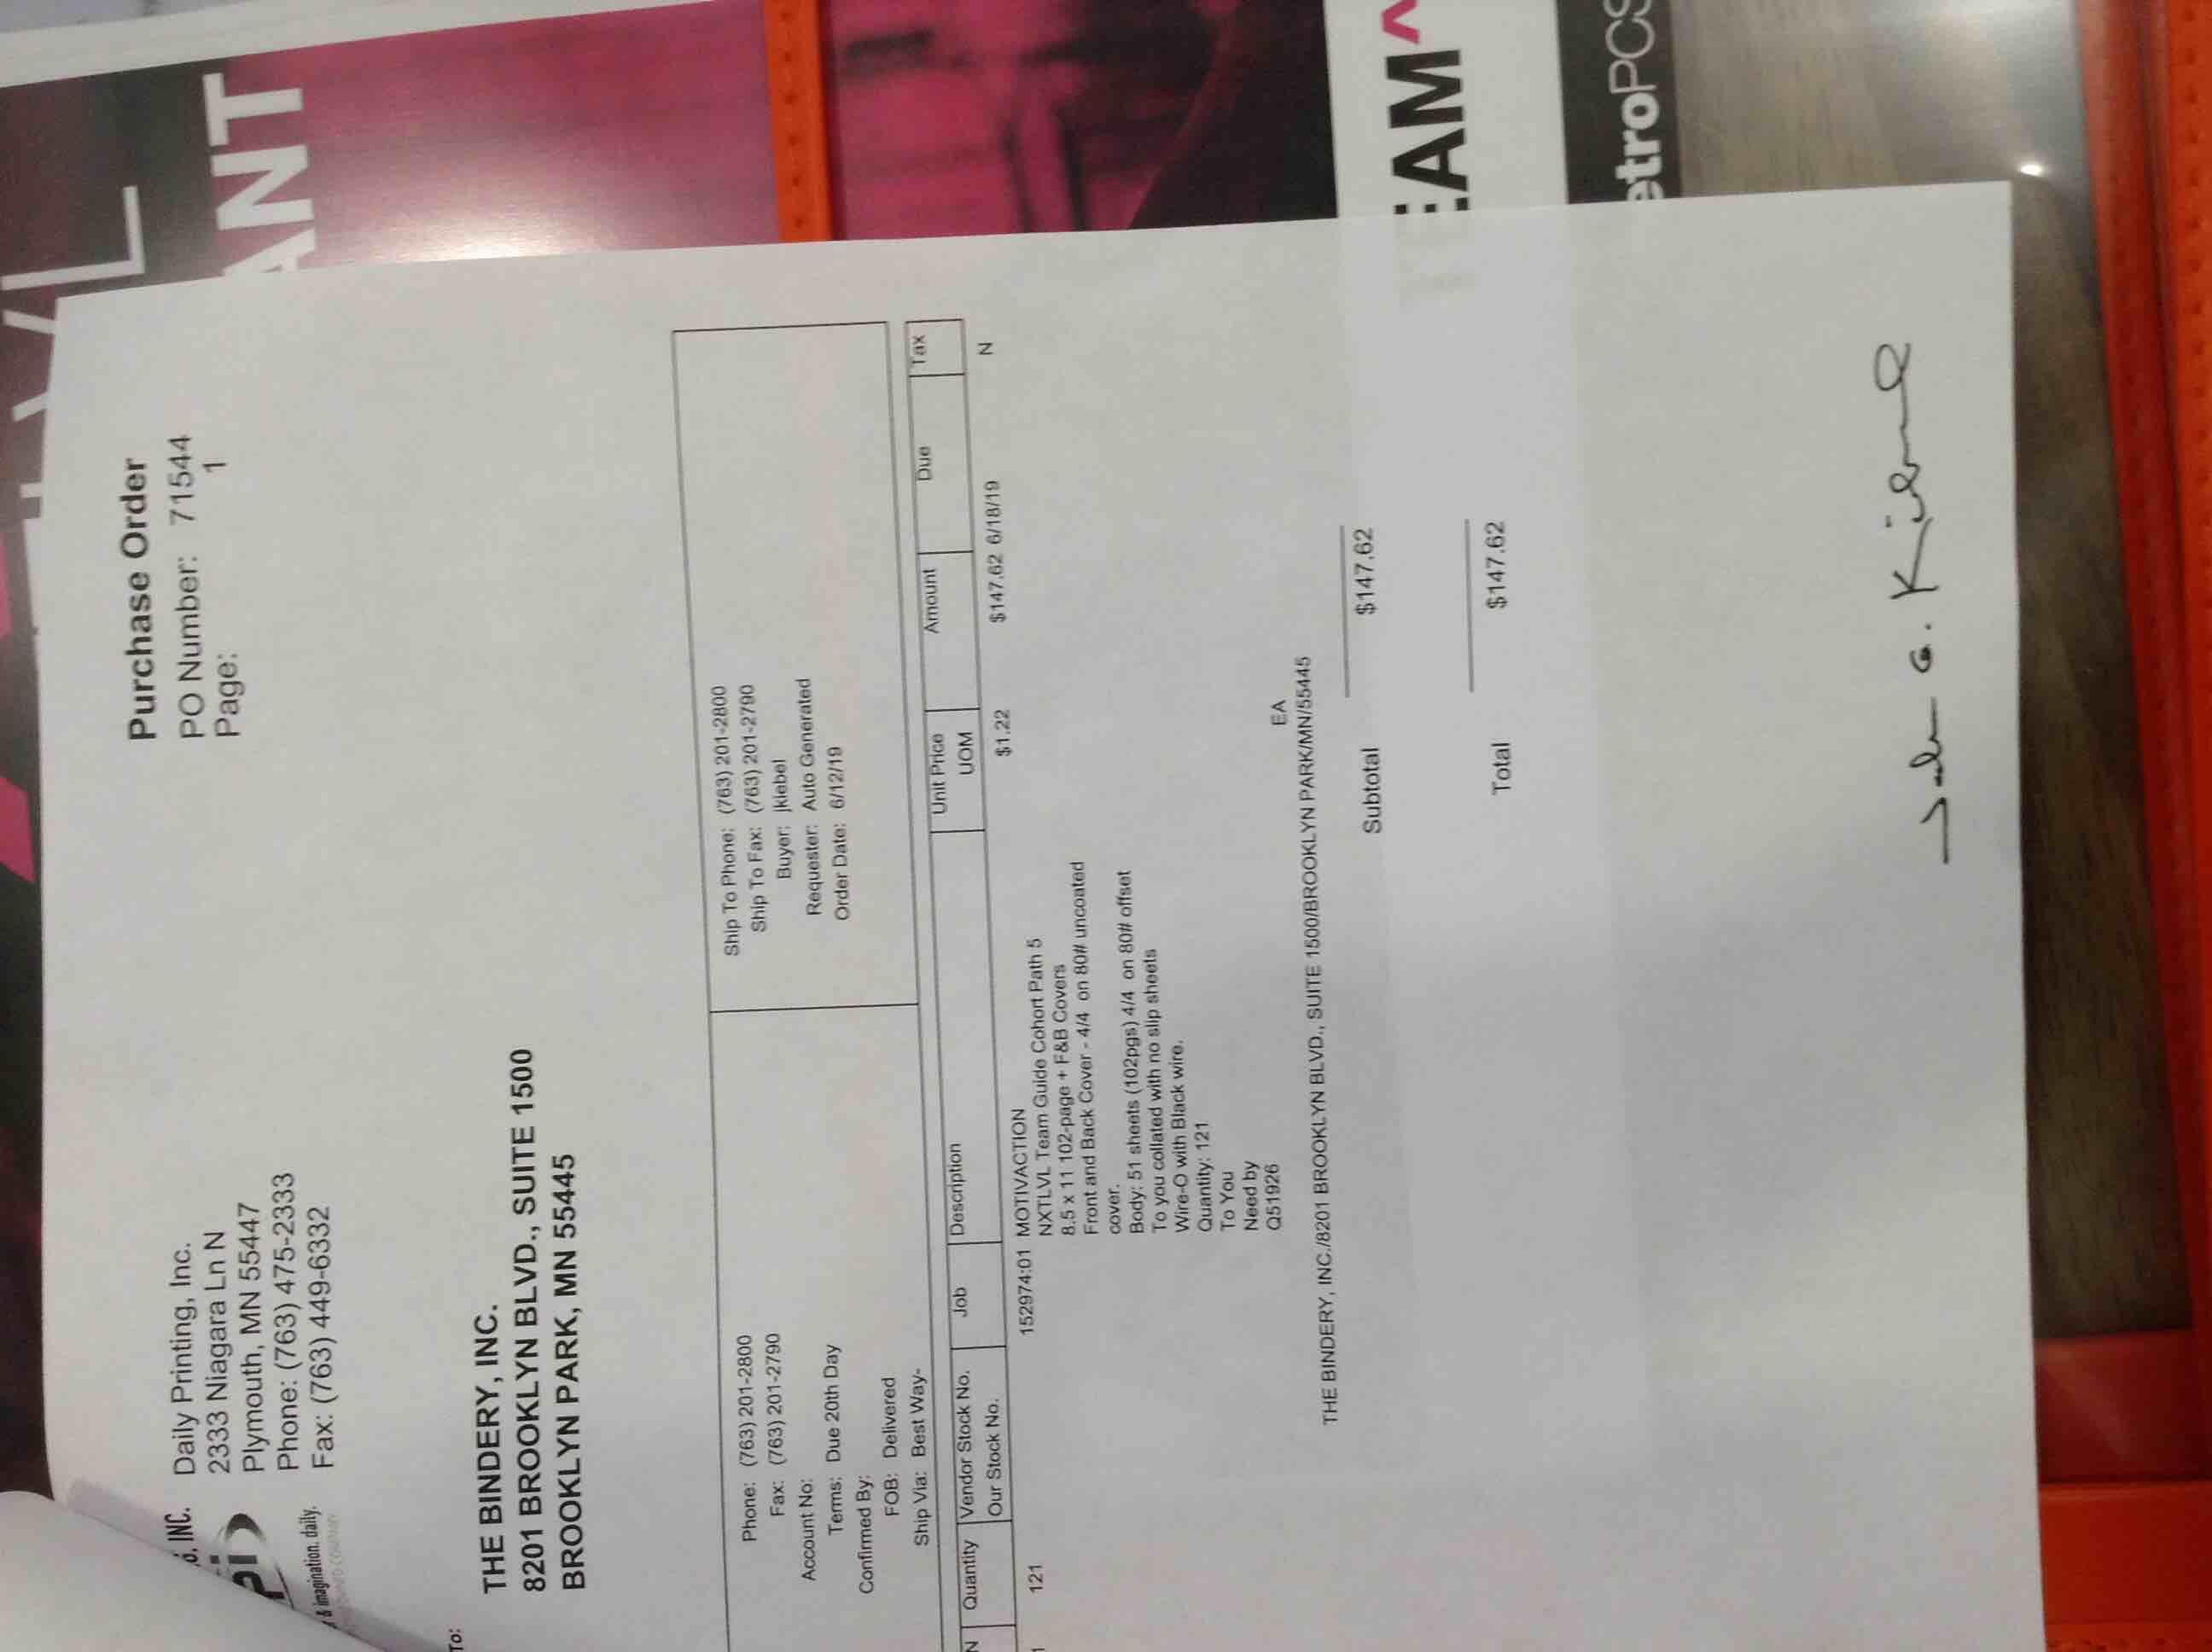 Purchase Order
PO Number: 71544
Page: 1
, INC.
pi
& imagination. daily.
Daily Printing, Inc.
2333 Niagara Ln N
Plymouth, MN 55447
Phone: (763) 475-2333
Fax: (763) 449-6332
To:
THE BINDERY, INC.
8201 BROOKLYN BLVD., SUITE 1500
BROOKLYN PARK, MN 55445
Phone: (763) 201-2800
Fax: (763) 201-2790
Account No:
Terms: Due 20th Day
Confirmed By:
FOB: Delivered
Ship Via: Best Way-
Ship To Phone: (763) 201-2800
Ship To Fax: (763) 201-2790
Buyer: jkiebel
Requester: Auto Generated
Order Date: 6/12/19
N Quantity Vendor Stock No. Job Description Unit Price Amount Due Tax
Our Stock No. UOM
1 121 152974:01 MOTIVACTION $1.22 $147.62 6/18/19 N
NXTLVL Team Guide Cohort Path 5
8.5 x 11 102-page + F&B Covers
Front and Back Cover - 4/4 on 80# uncoated
cover.
Body: 51 sheets (102pgs) 4/4 on 80# offset
To you collated with no slip sheets
Wire-O with Black wire.
Quantity: 121
To You
Need by
Q51926 EA
THE BINDERY, INC./8201 BROOKLYN BLVD., SUITE 1500/BROOKLYN PARK/MN/55445
Subtotal $147.62
Total $147.62
VL
ANT
EAM^
etroPCS